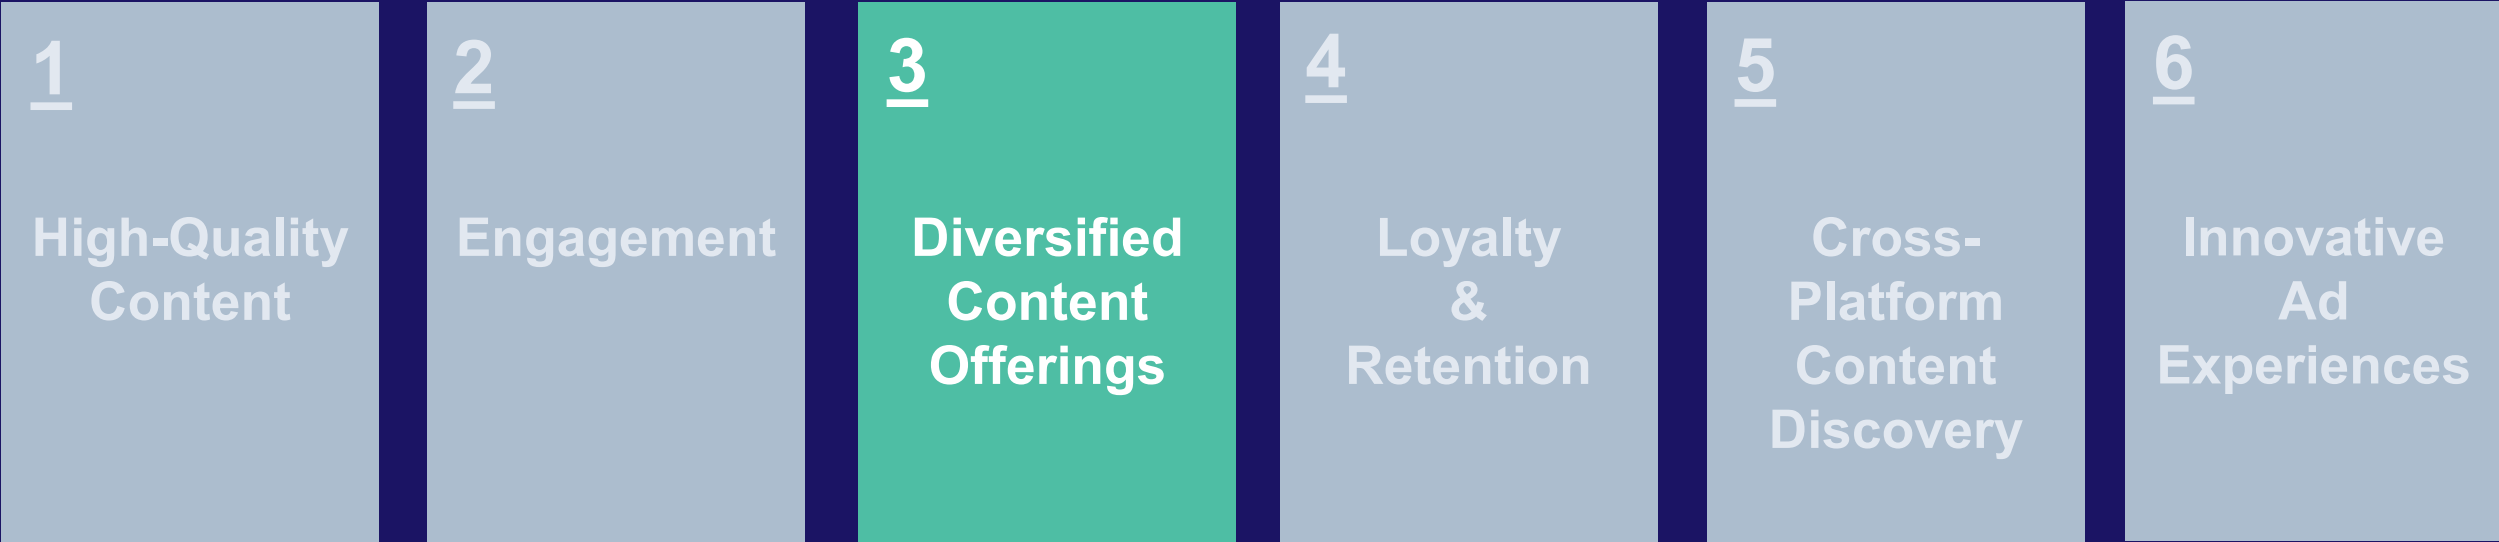 1
High-Quality
Content
2
Engagement
3
Diversified
Content
Offerings
4
Loyalty
&
Retention
5
Cross-
Platform
Content
Discovery
6
Innovative
Ad
Experiences